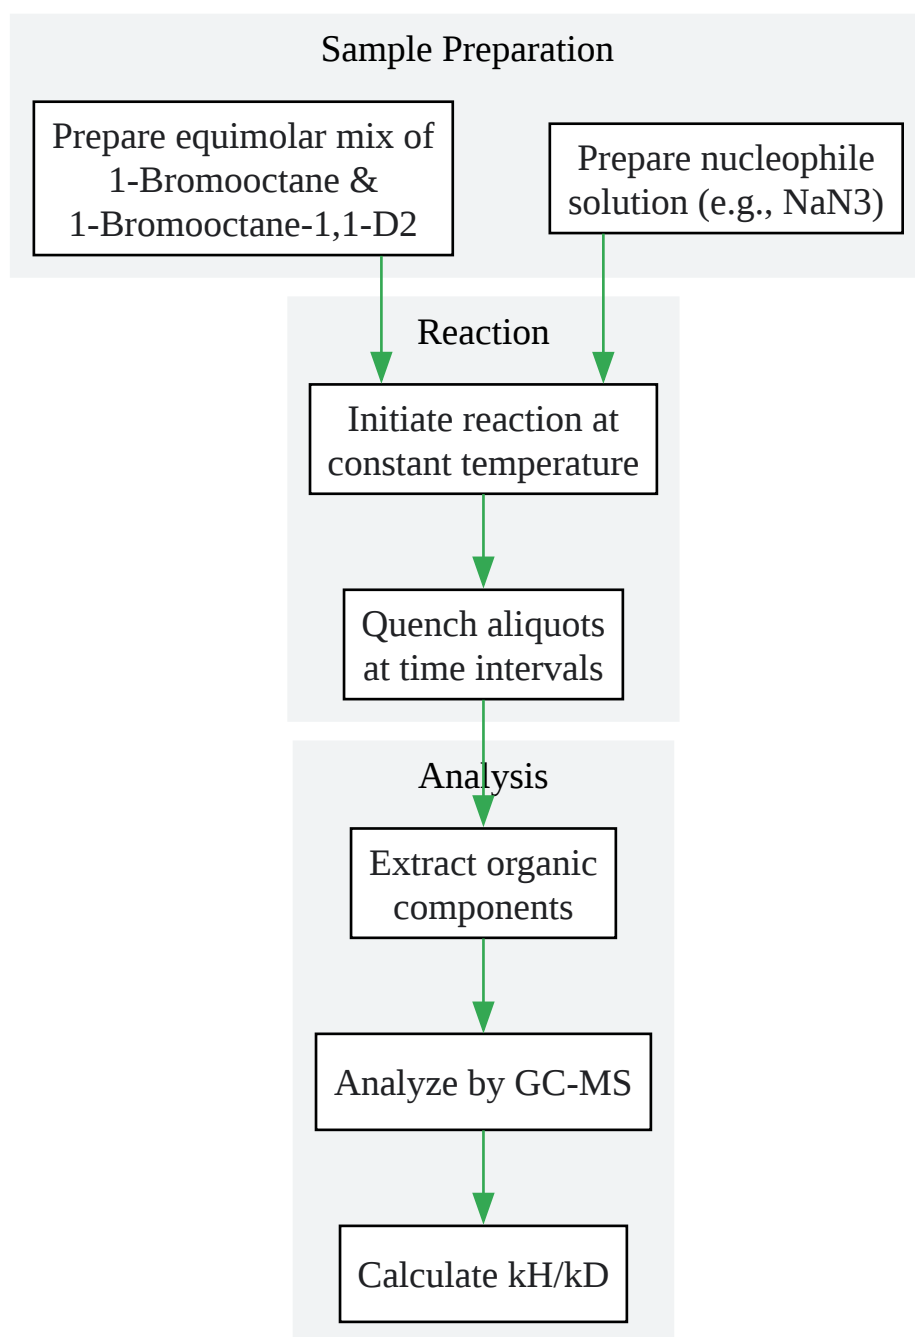 Sample Preparation
Prepare equimolar mix of
1-Bromooctane &
1-Bromooctane-1,1-D2
Prepare nucleophile
solution (e.g., NaN3)
Reaction
Initiate reaction at
constant temperature
Quench aliquots
at time intervals
Analysis
Extract organic
components
Analyze by GC-MS
Calculate kH/kD